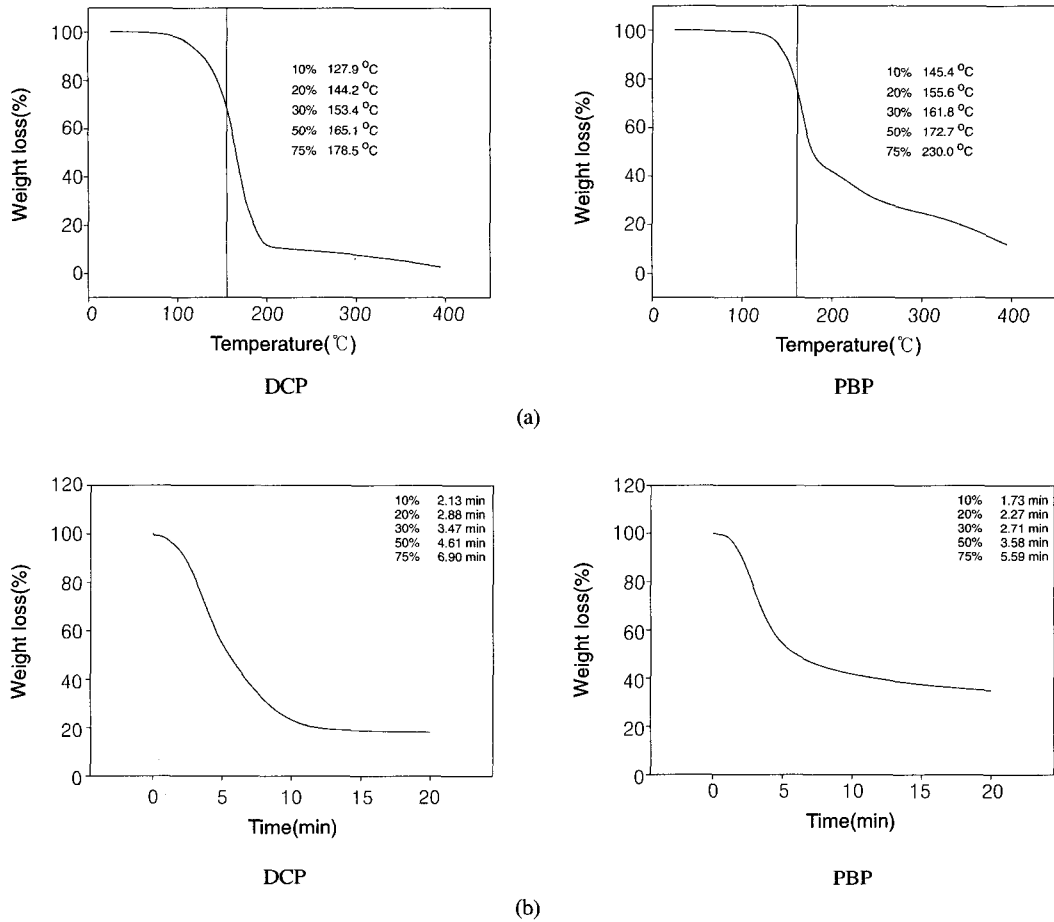 100
80
60
40
20
0
Weight loss(%)
10% 127.9 °C
20% 144.2 °C
30% 153.4 °C
50% 165.1 °C
75% 178.5 °C
0 100 200 300 400
Temperature(℃)
DCP
100
80
60
40
20
0
Weight loss(%)
10% 145.4 °C
20% 155.6 °C
30% 161.8 °C
50% 172.7 °C
75% 230.0 °C
0 100 200 300 400
Temperature(℃)
PBP
(a)
120
100
80
60
40
20
0
Weight loss(%)
10% 2.13 min
20% 2.88 min
30% 3.47 min
50% 4.61 min
75% 6.90 min
0 5 10 15 20
Time(min)
DCP
120
100
80
60
40
20
0
Weight loss(%)
10% 1.73 min
20% 2.27 min
30% 2.71 min
50% 3.58 min
75% 5.59 min
0 5 10 15 20
Time(min)
PBP
(b)